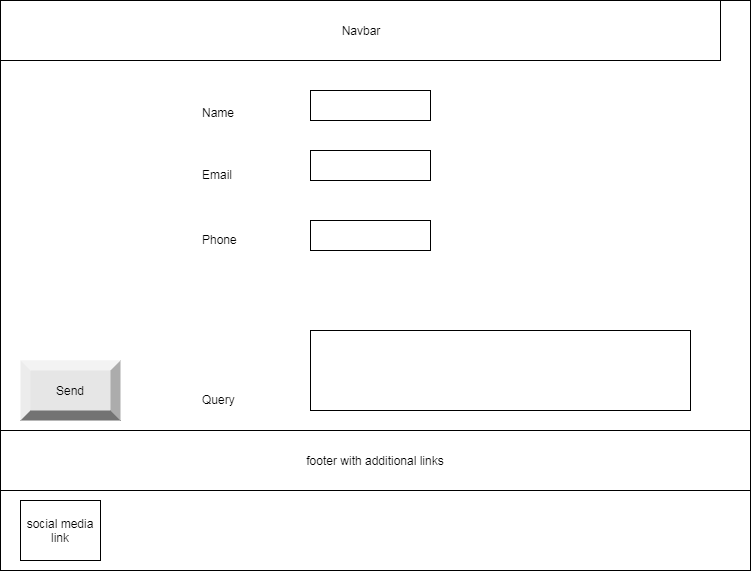 Navbar
Name
Email
Phone
Send
Query
footer with additional links
social media
link